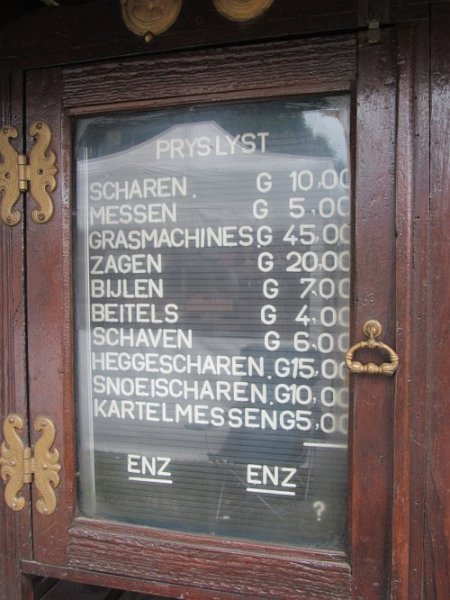 PRYS·LYST
SCHAREN. G 10,00
MESSEN G 5,00
GRASMACHINES. G 45,00
ZAGEN G 20,00
BIJLEN G 7,00
BEITELS G 4,00
SCHAVEN G 6,00
HEGGESCHAREN. G15,00
SNOEISCHAREN. G10,00
KARTELMESSEN G5,00
ENZ ENZ
?